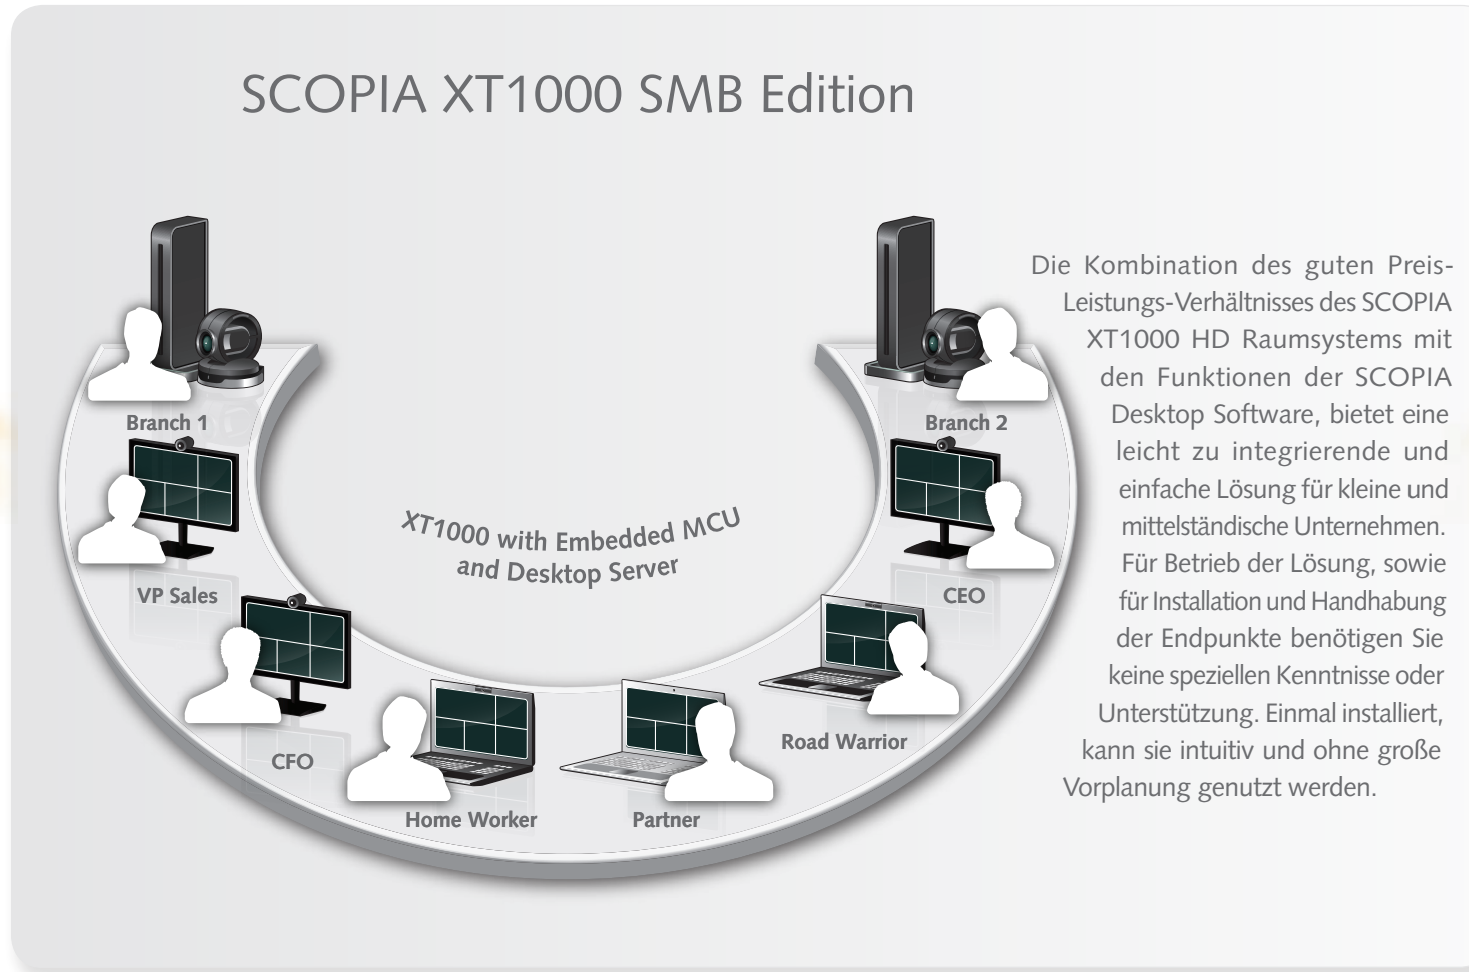 SCOPIA XT1000 SMB Edition
Branch 1
Branch 2
VP Sales
CEO
CFO
Road Warrior
Home Worker
Partner
XT1000 with Embedded MCU
and Desktop Server
Die Kombination des guten Preis-
Leistungs-Verhältnisses des SCOPIA
XT1000 HD Raumsystems mit
den Funktionen der SCOPIA
Desktop Software, bietet eine
leicht zu integrierende und
einfache Lösung für kleine und
mittelständische Unternehmen.
Für Betrieb der Lösung, sowie
für Installation und Handhabung
der Endpunkte benötigen Sie
keine speziellen Kenntnisse oder
Unterstützung. Einmal installiert,
kann sie intuitiv und ohne große
Vorplanung genutzt werden.